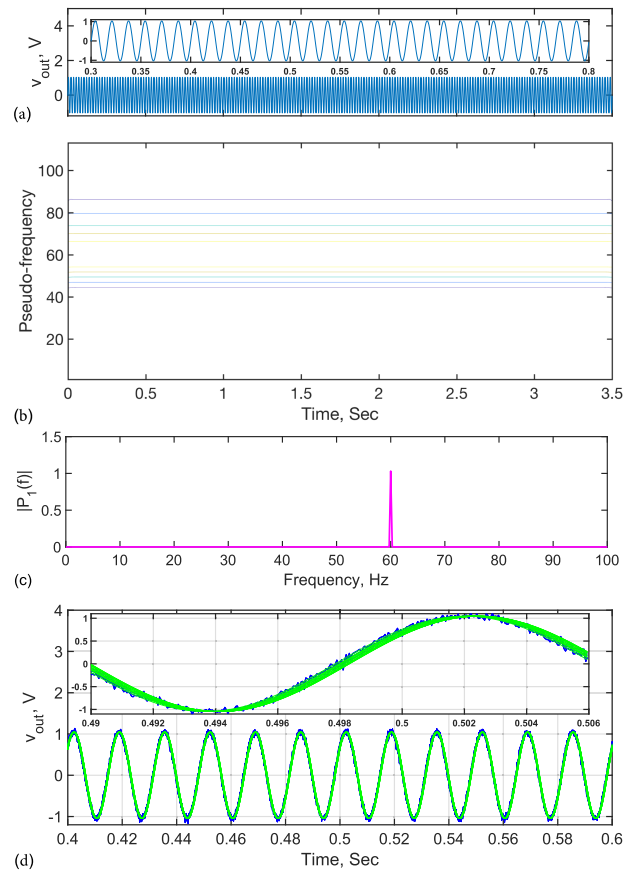 4
2
0
v_out, V
1
0
-1
0.3 0.35 0.4 0.45 0.5 0.55 0.6 0.65 0.7 0.75 0.8
(a)
Pseudo-frequency
100
80
60
40
20
0 0.5 1 1.5 2 2.5 3 3.5
Time, Sec
(b)
|P_1(f)|
1.5
1
0.5
0
0 10 20 30 40 50 60 70 80 90 100
Frequency, Hz
(c)
v_out, V
4
3
2
1
0
-1
1
0.5
0
-0.5
-1
0.49 0.492 0.494 0.496 0.498 0.5 0.502 0.504 0.506
0.4 0.42 0.44 0.46 0.48 0.5 0.52 0.54 0.56 0.58 0.6
Time, Sec
(d)